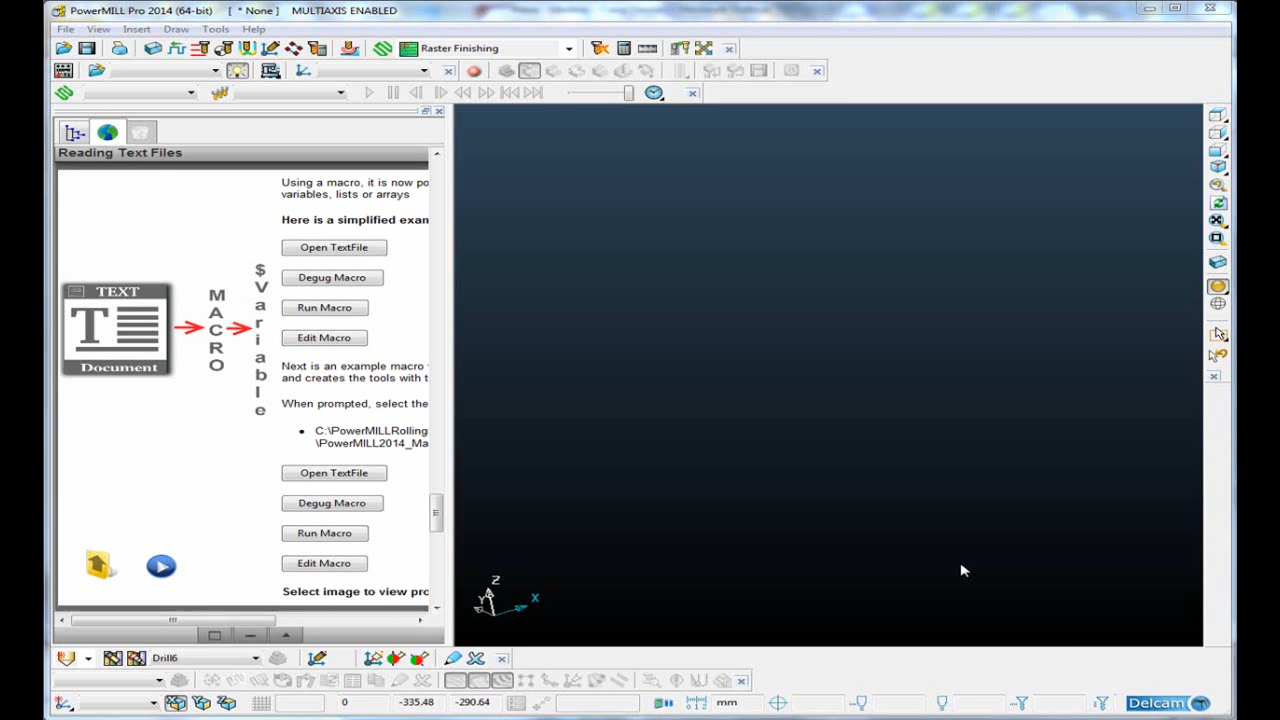 PowerMILL Pro 2014 (64-bit) [ * None ] MULTIAXIS ENABLED
File View Insert Draw Tools Help
Raster Finishing
Reading Text Files
Using a macro, it is now po
variables, lists or arrays
Here is a simplified exam
Open TextFile
Degug Macro
Run Macro
Edit Macro
TEXT
T
Document
MACRO
$Variable
Next is an example macro
and creates the tools with t
When prompted, select the
• C:\PowerMILLRolling
\PowerMILL2014_Ma
Open TextFile
Degug Macro
Run Macro
Edit Macro
Select image to view pro
Z
Y
X
Drill6
0 -335.48 -290.64 mm
Delcam